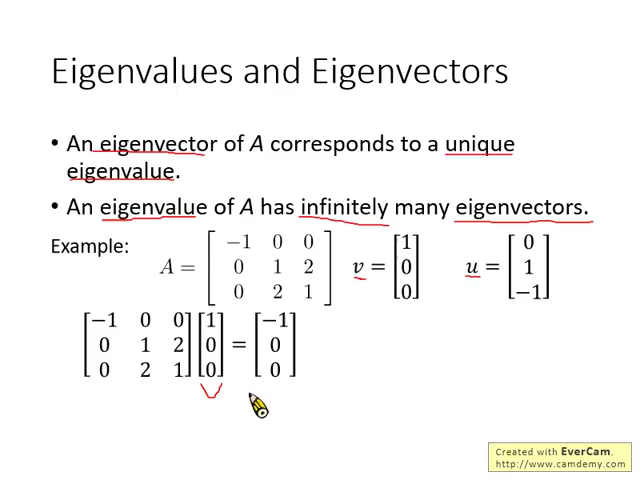 Eigenvalues and Eigenvectors
• An eigenvector of A corresponds to a unique
eigenvalue.
• An eigenvalue of A has infinitely many eigenvectors.
Example:
A = [−1 0 0; 0 1 2; 0 2 1] v = [1; 0; 0] u = [0; 1; −1]
[−1 0 0; 0 1 2; 0 2 1] [1; 0; 0] = [−1; 0; 0]
Created with EverCam.
http://www.camdemy.com